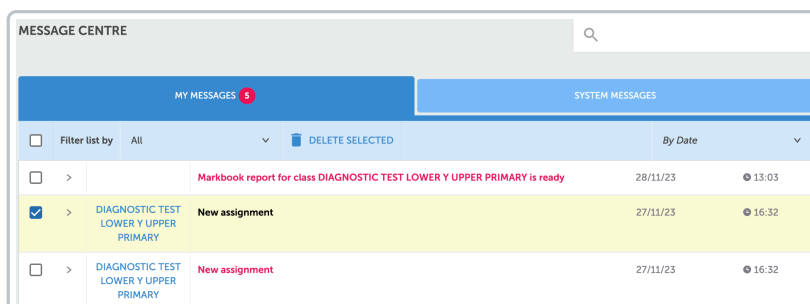 MESSAGE CENTRE
MY MESSAGES 5
SYSTEM MESSAGES
Filter list by All DELETE SELECTED By Date
Markbook report for class DIAGNOSTIC TEST LOWER Y UPPER PRIMARY is ready 28/11/23 13:03
DIAGNOSTIC TEST New assignment 27/11/23 16:32
LOWER Y UPPER
PRIMARY
DIAGNOSTIC TEST New assignment 27/11/23 16:32
LOWER Y UPPER
PRIMARY